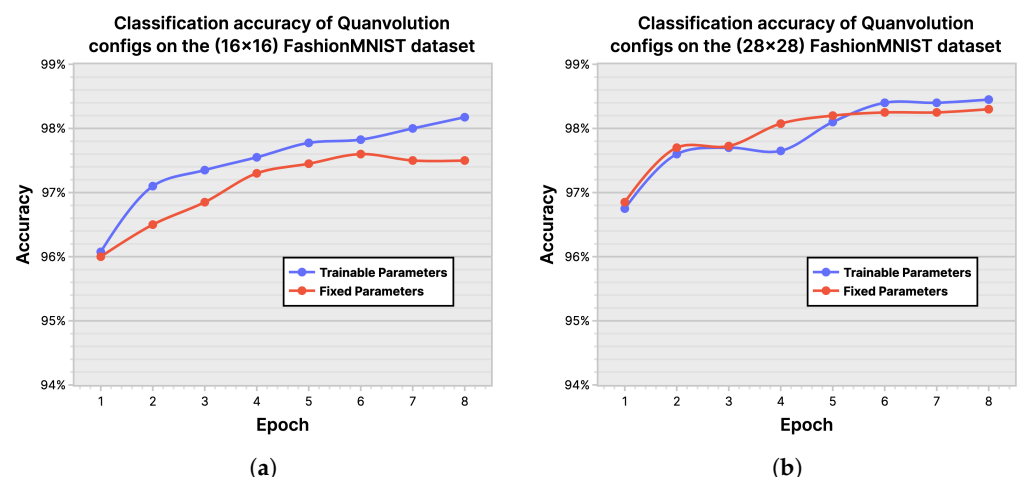 Classification accuracy of Quanvolution
configs on the (16×16) FashionMNIST dataset
99%
98%
97%
96%
95%
94%
Accuracy
Trainable Parameters
Fixed Parameters
1 2 3 4 5 6 7 8
Epoch
(a)
Classification accuracy of Quanvolution
configs on the (28×28) FashionMNIST dataset
99%
98%
97%
96%
95%
94%
Accuracy
Trainable Parameters
Fixed Parameters
1 2 3 4 5 6 7 8
Epoch
(b)